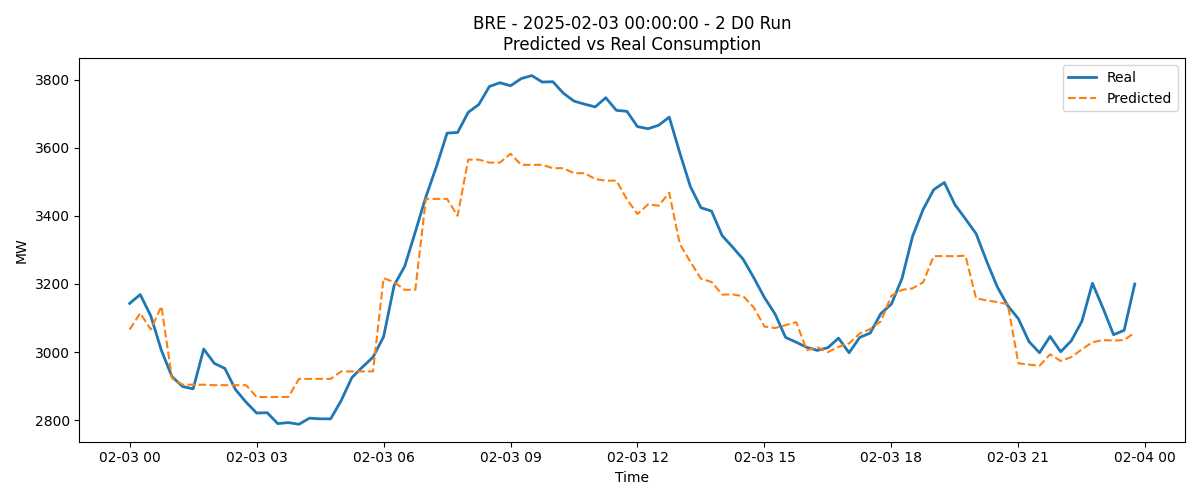 BRE - 2025-02-03 00:00:00 - 2 D0 Run
Predicted vs Real Consumption
Real
Predicted
MW
3800
3600
3400
3200
3000
2800
02-03 00
02-03 03
02-03 06
02-03 09
02-03 12
02-03 15
02-03 18
02-03 21
02-04 00
Time